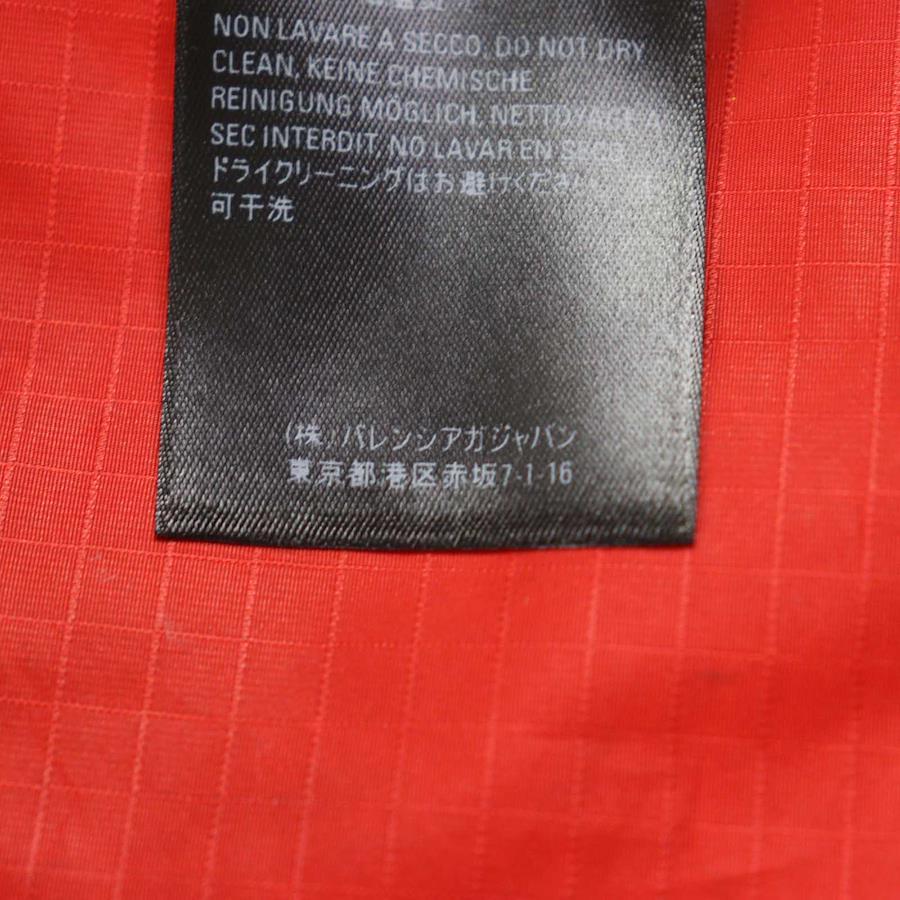 NON LAVARE A SECCO, DO NOT DRY
CLEAN, KEINE CHEMISCHE
REINIGUNG MÖGLICH, NETTOYAGE A
SEC INTERDIT, NO LAVAR EN SECO
ドライクリーニングはお避けください
可干洗
(株)バレンシアガジャパン
東京都港区赤坂7-1-16